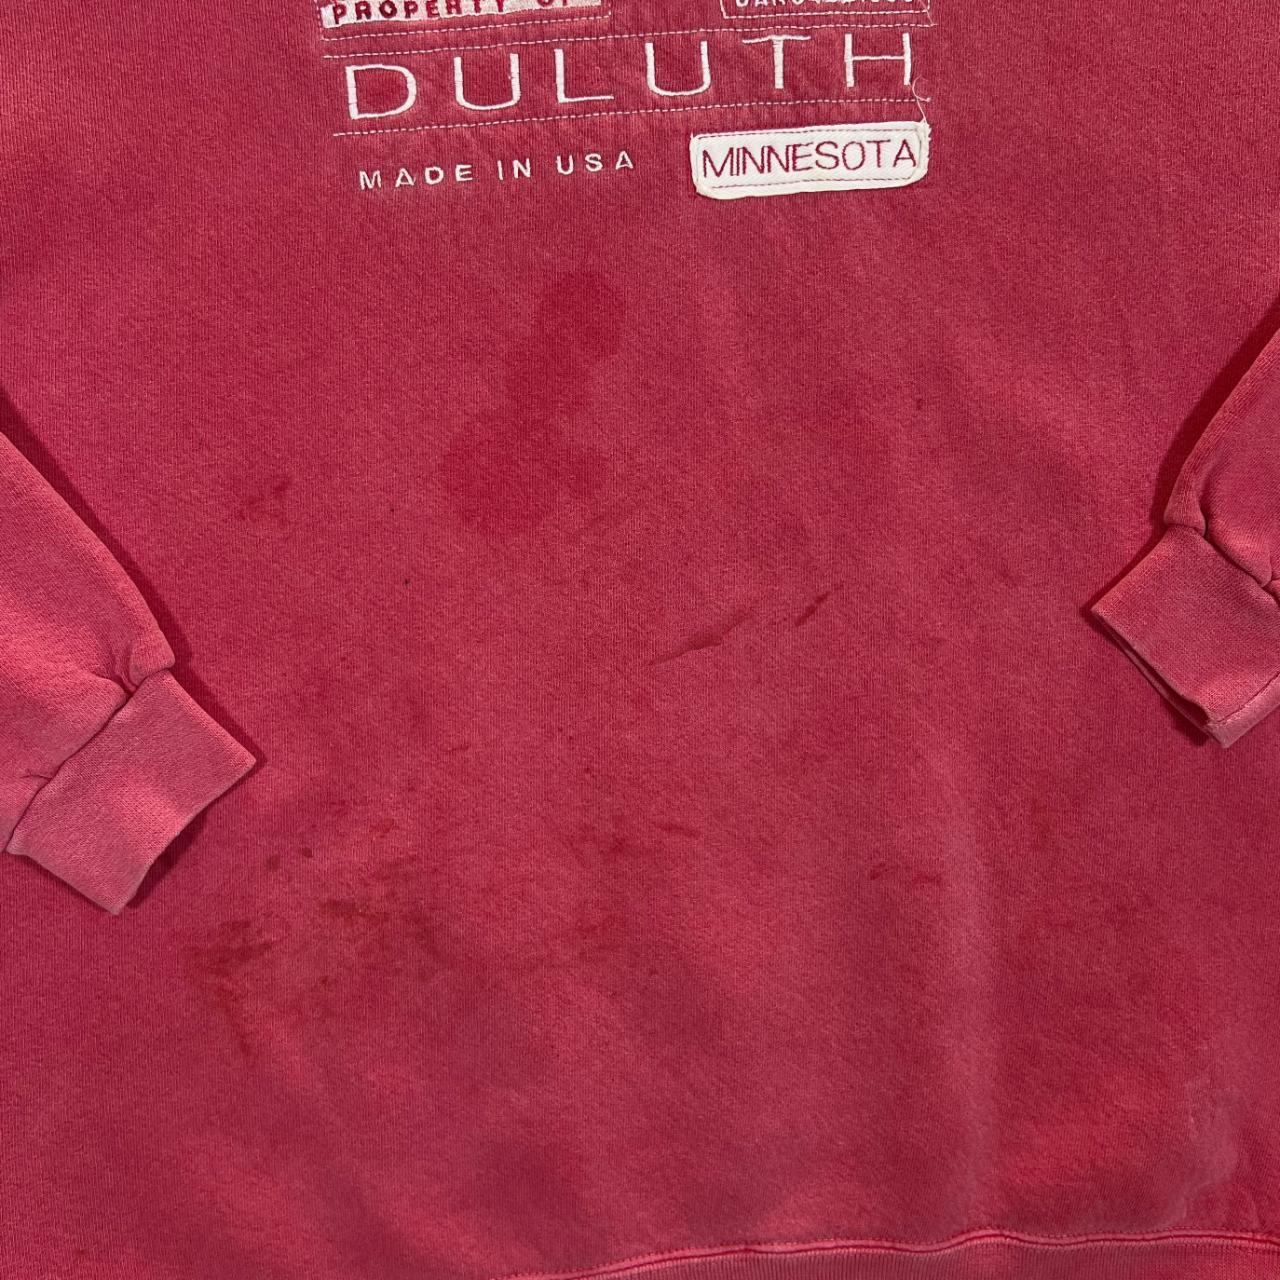 PROPERTY OF
DULUTH
MADE IN USA
MINNESOTA